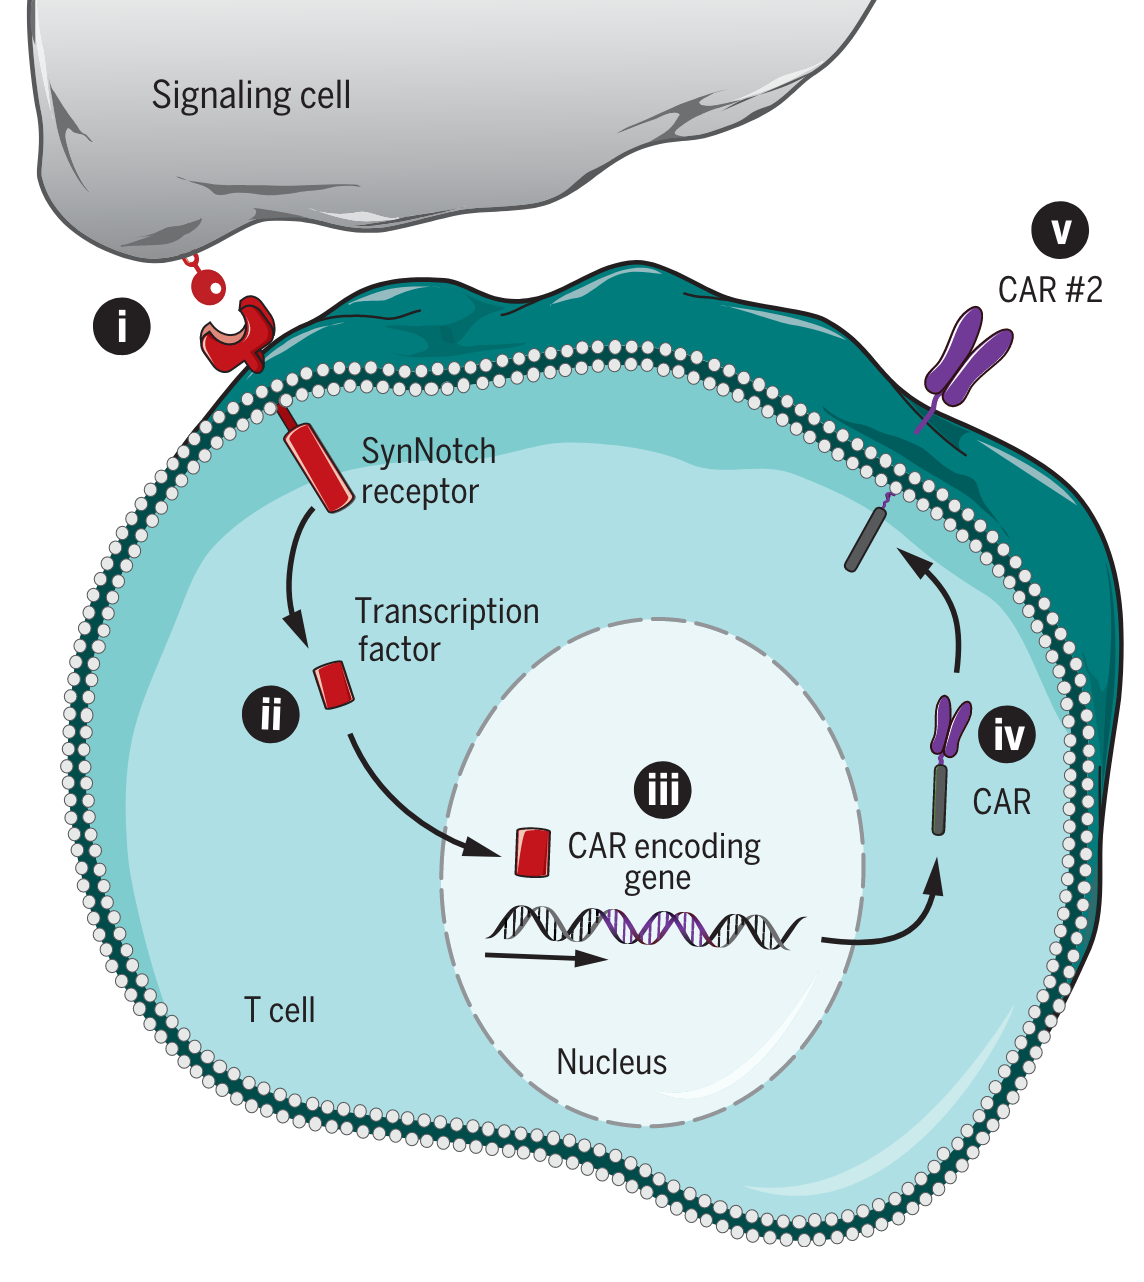 Signaling cell
v
CAR #2
i
SynNotch
receptor
Transcription
factor
ii
iii
CAR encoding
gene
iv
CAR
T cell
Nucleus